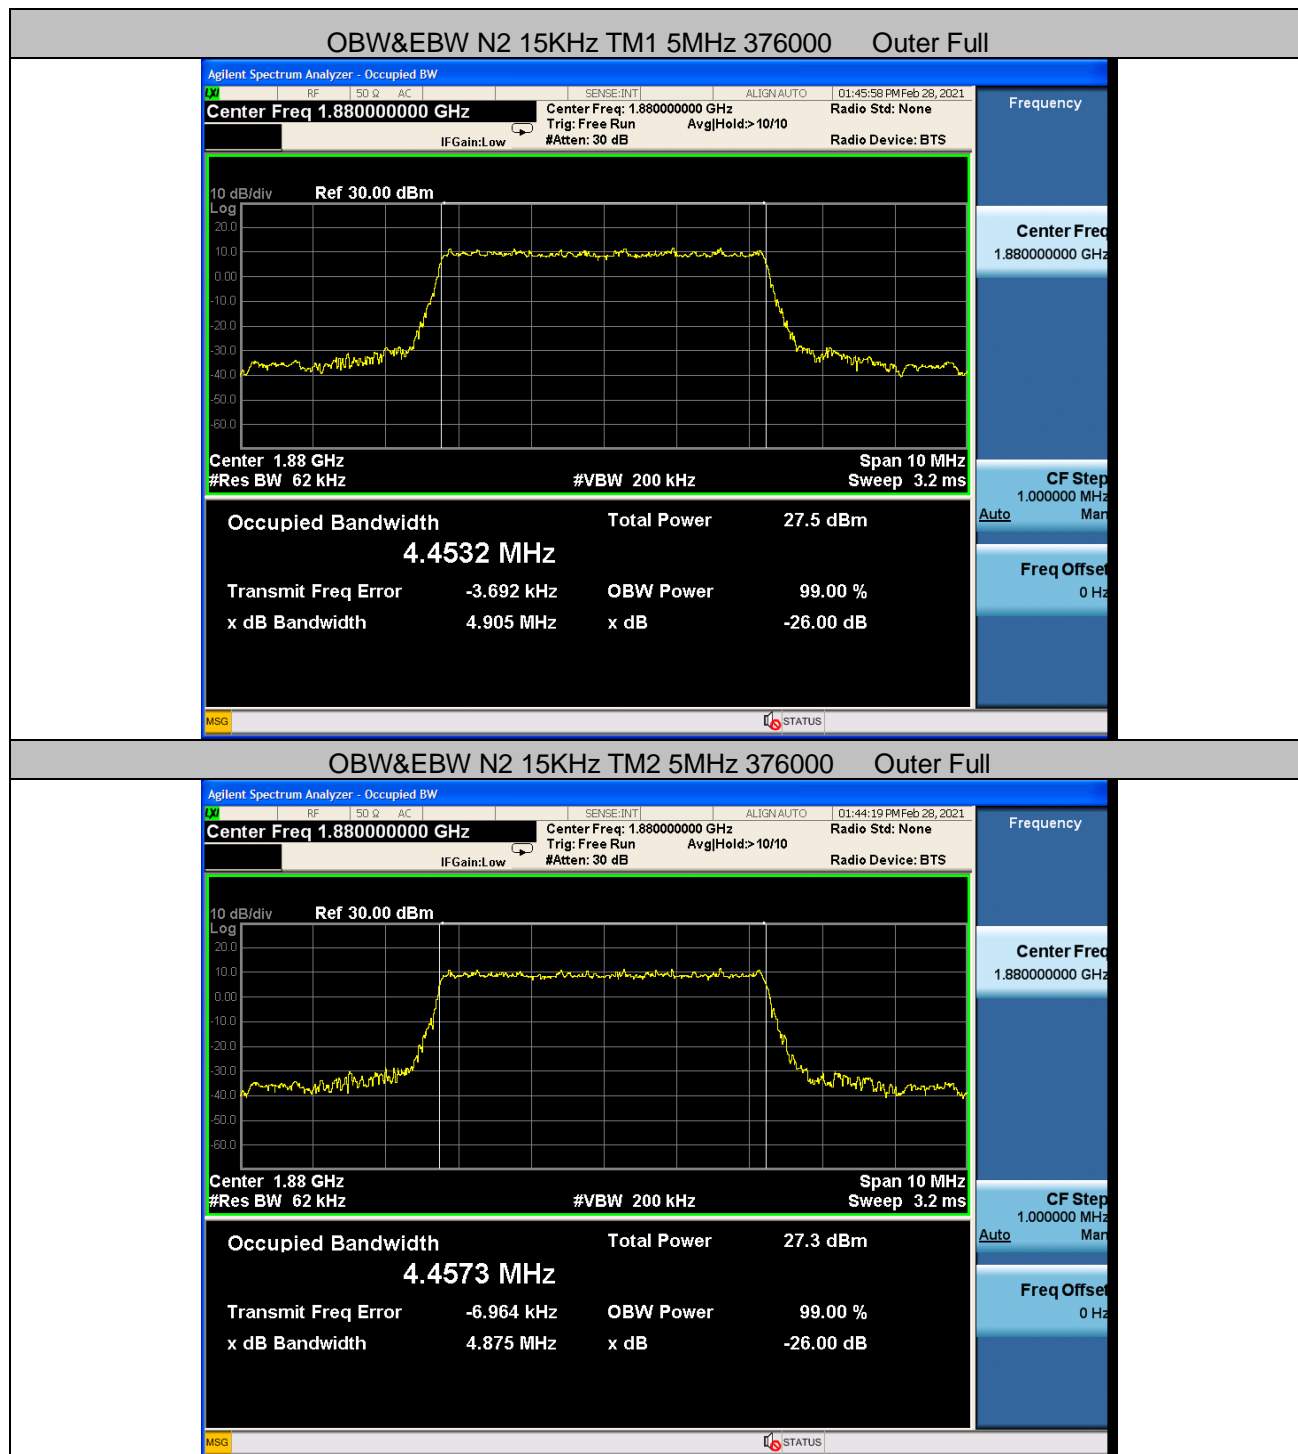 OBW&EBW N2 15KHz TM1 5MHz 376000 Outer Full
Agilent Spectrum Analyzer - Occupied BW
LXI RF 50 Ω AC SENSE:INT ALIGN AUTO 01:45:58 PM Feb 28, 2021
Center Freq 1.880000000 GHz
Center Freq: 1.880000000 GHz
Radio Std: None
Trig: Free Run Avg|Hold:>10/10
IFGain:Low #Atten: 30 dB Radio Device: BTS
10 dB/div Ref 30.00 dBm
Log
20.0
10.0
0.00
-10.0
-20.0
-30.0
-40.0
-50.0
-60.0
Center 1.88 GHz Span 10 MHz
#Res BW 62 kHz #VBW 200 kHz Sweep 3.2 ms
Occupied Bandwidth Total Power 27.5 dBm
4.4532 MHz
Transmit Freq Error -3.692 kHz OBW Power 99.00 %
x dB Bandwidth 4.905 MHz x dB -26.00 dB
MSG STATUS
Frequency
Center Freq
1.880000000 GHz
CF Step
1.000000 MHz
Auto Man
Freq Offset
0 Hz
OBW&EBW N2 15KHz TM2 5MHz 376000 Outer Full
Agilent Spectrum Analyzer - Occupied BW
LXI RF 50 Ω AC SENSE:INT ALIGN AUTO 01:44:19 PM Feb 28, 2021
Center Freq 1.880000000 GHz
Center Freq: 1.880000000 GHz
Radio Std: None
Trig: Free Run Avg|Hold:>10/10
IFGain:Low #Atten: 30 dB Radio Device: BTS
10 dB/div Ref 30.00 dBm
Log
20.0
10.0
0.00
-10.0
-20.0
-30.0
-40.0
-50.0
-60.0
Center 1.88 GHz Span 10 MHz
#Res BW 62 kHz #VBW 200 kHz Sweep 3.2 ms
Occupied Bandwidth Total Power 27.3 dBm
4.4573 MHz
Transmit Freq Error -6.964 kHz OBW Power 99.00 %
x dB Bandwidth 4.875 MHz x dB -26.00 dB
MSG STATUS
Frequency
Center Freq
1.880000000 GHz
CF Step
1.000000 MHz
Auto Man
Freq Offset
0 Hz